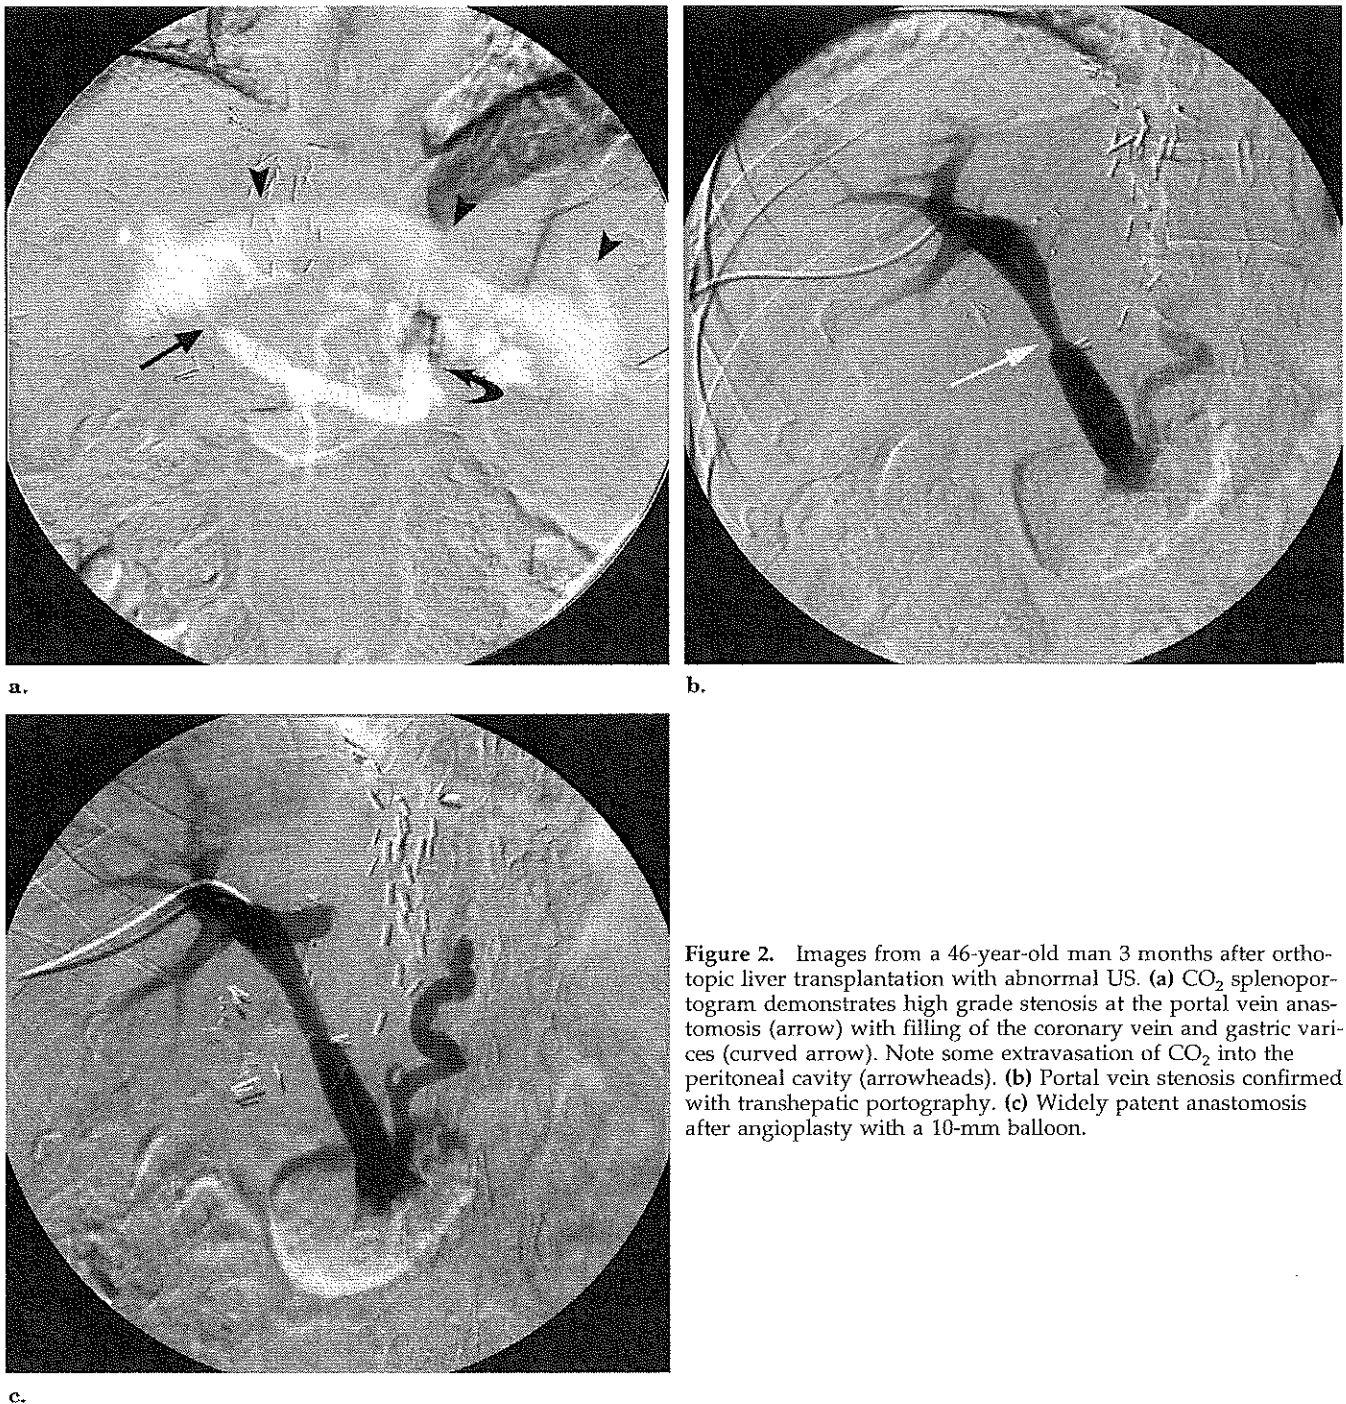 a.
b.
c.
Figure 2. Images from a 46-year-old man 3 months after ortho-
topic liver transplantation with abnormal US. (a) CO2 splenopor-
togram demonstrates high grade stenosis at the portal vein anas-
tomosis (arrow) with filling of the coronary vein and gastric vari-
ces (curved arrow). Note some extravasation of CO2 into the
peritoneal cavity (arrowheads). (b) Portal vein stenosis confirmed
with transhepatic portography. (c) Widely patent anastomosis
after angioplasty with a 10-mm balloon.